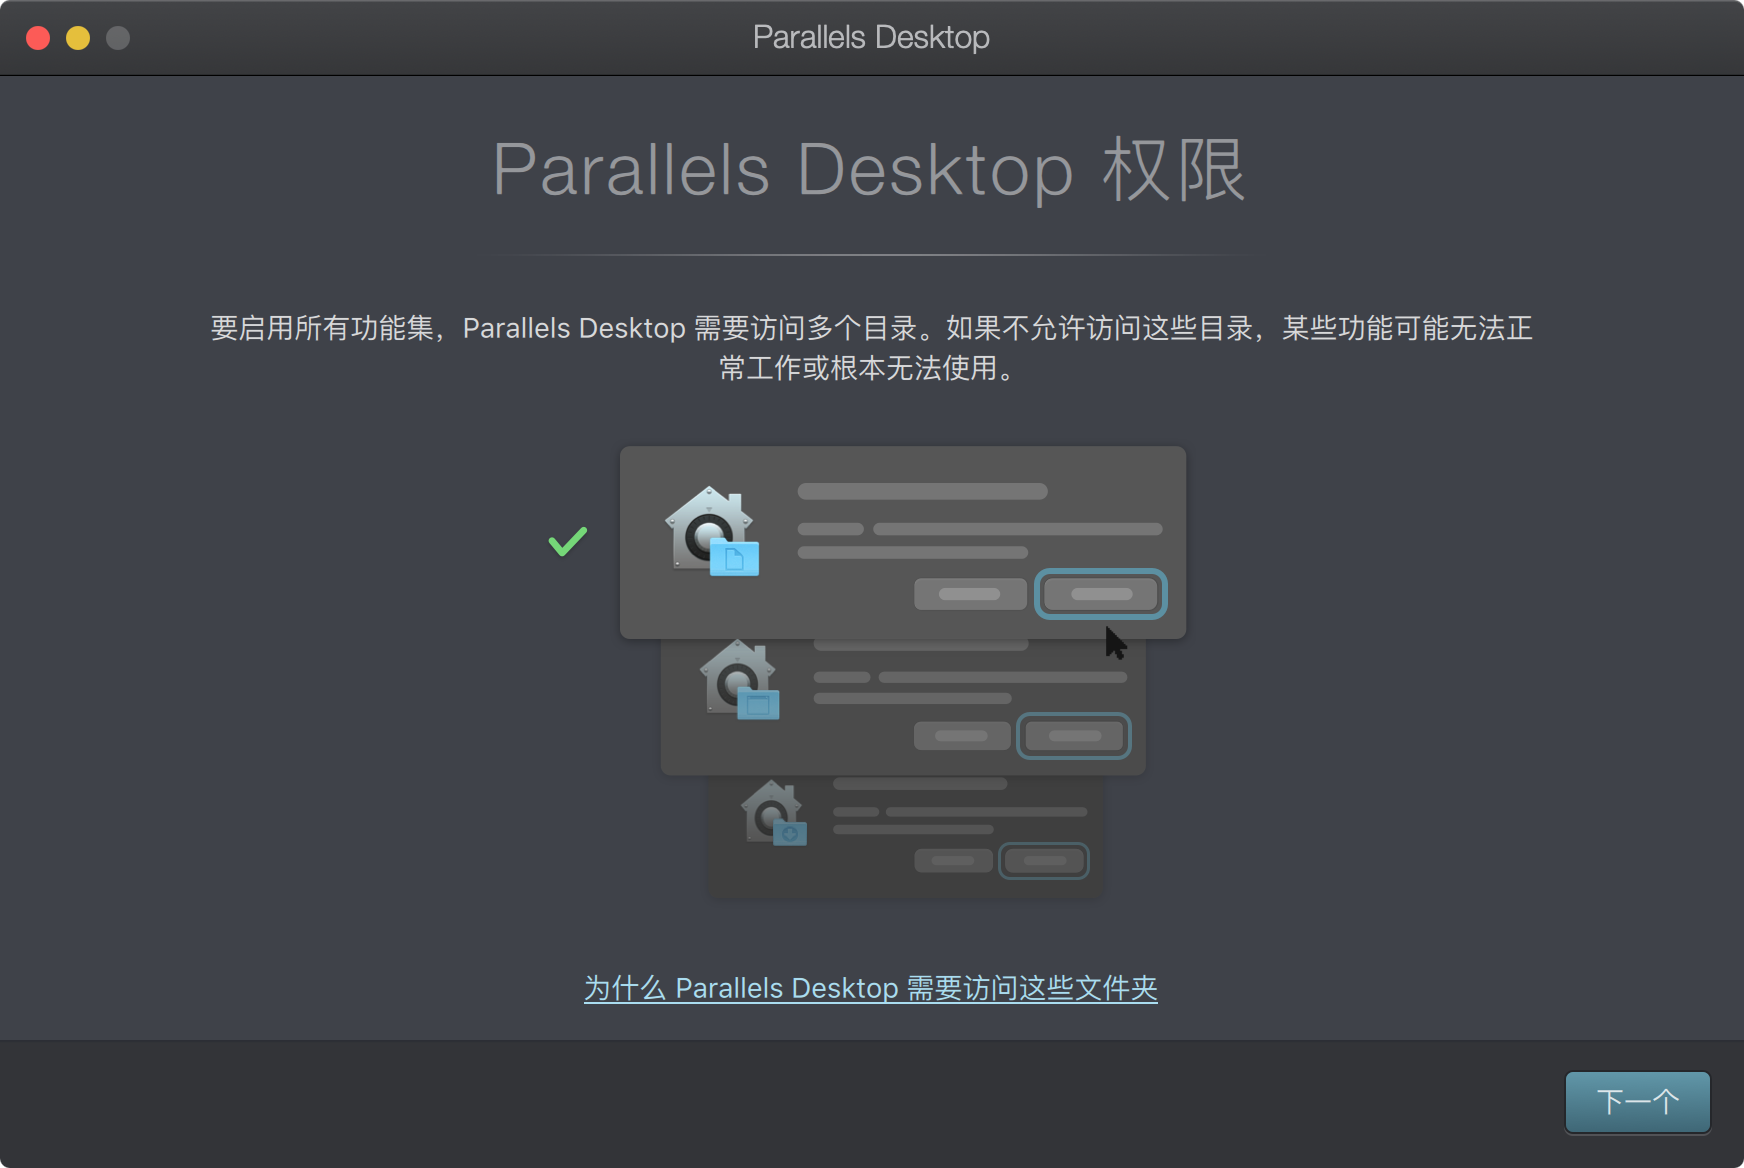 Parallels Desktop
Parallels Desktop 权限
要启用所有功能集，Parallels Desktop 需要访问多个目录。如果不允许访问这些目录，某些功能可能无法正
常工作或根本无法使用。
为什么 Parallels Desktop 需要访问这些文件夹
下一个